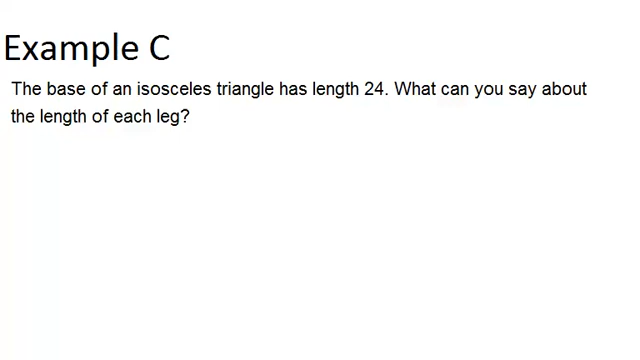 Example C
The base of an isosceles triangle has length 24. What can you say about
the length of each leg?